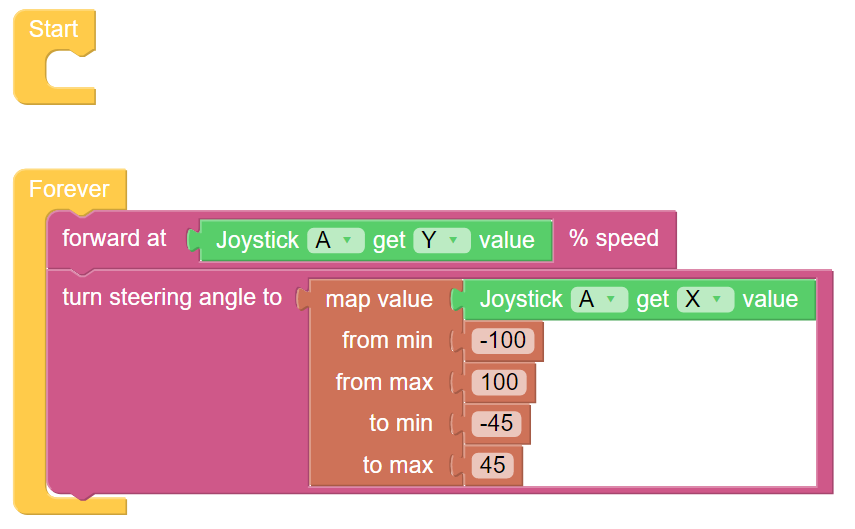 Start
Forever
forward at Joystick A get Y value % speed
turn steering angle to map value Joystick A get X value
from min -100
from max 100
to min -45
to max 45